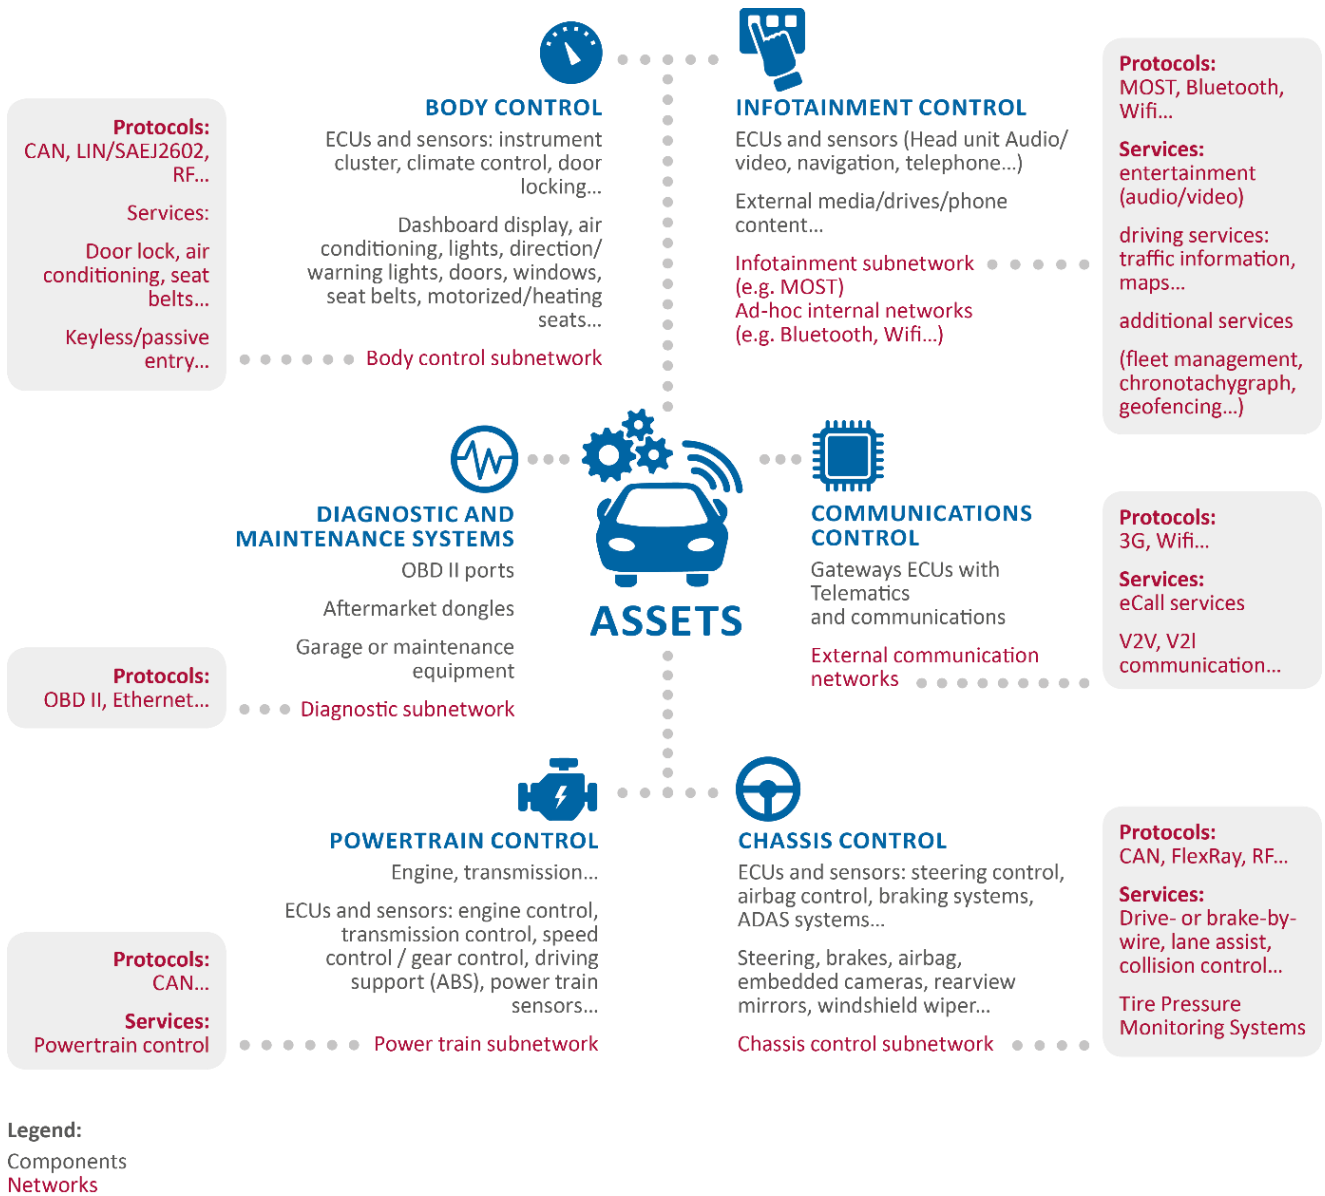 BODY CONTROL
ECUs and sensors: instrument
cluster, climate control, door
locking...
Dashboard display, air
conditioning, lights, direction/
warning lights, doors, windows,
seat belts, motorized/heating
seats...
Body control subnetwork
Protocols:
CAN, LIN/SAEJ2602,
RF...
Services:
Door lock, air
conditioning, seat
belts...
Keyless/passive
entry...
INFOTAINMENT CONTROL
ECUs and sensors (Head unit Audio/
video, navigation, telephone...)
External media/drives/phone
content...
Infotainment subnetwork
(e.g. MOST)
Ad-hoc internal networks
(e.g. Bluetooth, Wifi...)
Protocols:
MOST, Bluetooth,
Wifi...
Services:
entertainment
(audio/video)
driving services:
traffic information,
maps...
additional services
(fleet management,
chronotachygraph,
geofencing...)
DIAGNOSTIC AND
MAINTENANCE SYSTEMS
OBD II ports
Aftermarket dongles
Garage or maintenance
equipment
Diagnostic subnetwork
Protocols:
OBD II, Ethernet...
ASSETS
COMMUNICATIONS
CONTROL
Gateways ECUs with
Telematics
and communications
External communication
networks
Protocols:
3G, Wifi...
Services:
eCall services
V2V, V2I
communication...
POWERTRAIN CONTROL
Engine, transmission...
ECUs and sensors: engine control,
transmission control, speed
control / gear control, driving
support (ABS), power train
sensors...
Power train subnetwork
Protocols:
CAN...
Services:
Powertrain control
CHASSIS CONTROL
ECUs and sensors: steering control,
airbag control, braking systems,
ADAS systems...
Steering, brakes, airbag,
embedded cameras, rearview
mirrors, windshield wiper...
Chassis control subnetwork
Protocols:
CAN, FlexRay, RF...
Services:
Drive- or brake-by-
wire, lane assist,
collision control...
Tire Pressure
Monitoring Systems
Legend:
Components
Networks